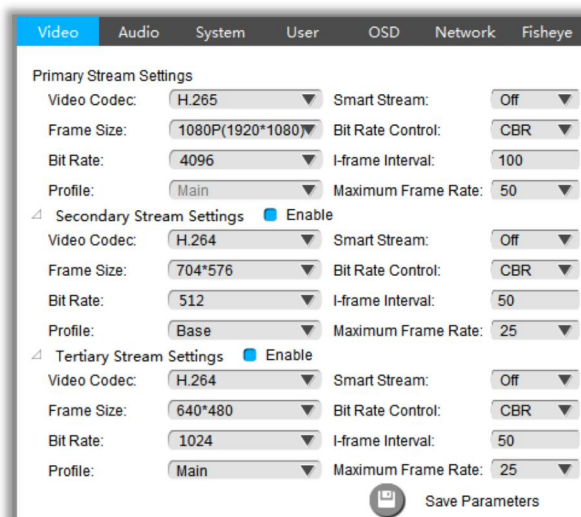 Video Audio System User OSD Network Fisheye
Primary Stream Settings
Video Codec: H.265 Smart Stream: Off
Frame Size: 1080P(1920*1080) Bit Rate Control: CBR
Bit Rate: 4096 I-frame Interval: 100
Profile: Main Maximum Frame Rate: 50
Secondary Stream Settings Enable
Video Codec: H.264 Smart Stream: Off
Frame Size: 704*576 Bit Rate Control: CBR
Bit Rate: 512 I-frame Interval: 50
Profile: Base Maximum Frame Rate: 25
Tertiary Stream Settings Enable
Video Codec: H.264 Smart Stream: Off
Frame Size: 640*480 Bit Rate Control: CBR
Bit Rate: 1024 I-frame Interval: 50
Profile: Main Maximum Frame Rate: 25
Save Parameters